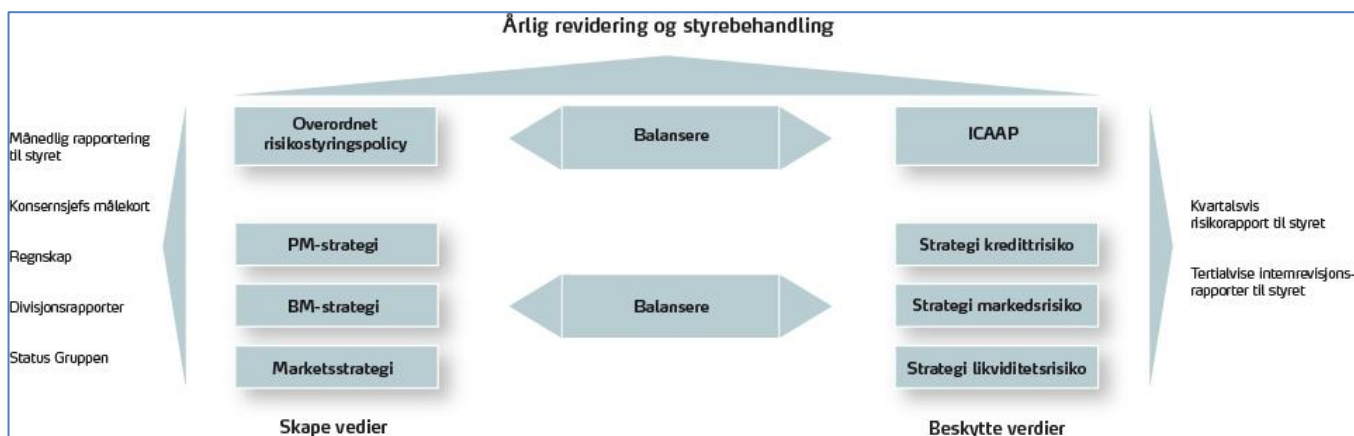 Årlig revidering og styrebehandling
Månedlig rapportering
til styret
Konsernsjefs målekort
Regnskap
Divisjonsrapporter
Status Gruppen
Overordnet
risikostyringspolicy
Balansere
ICAAP
PM-strategi
BM-strategi
Marketsstrategi
Balansere
Strategi kredittrisiko
Strategi markedsrisiko
Strategi likviditetsrisiko
Kvartalsvis
risikorapport til styret
Tertialvise internrevisjons-
rapporter til styret
Skape vedier
Beskytte verdier